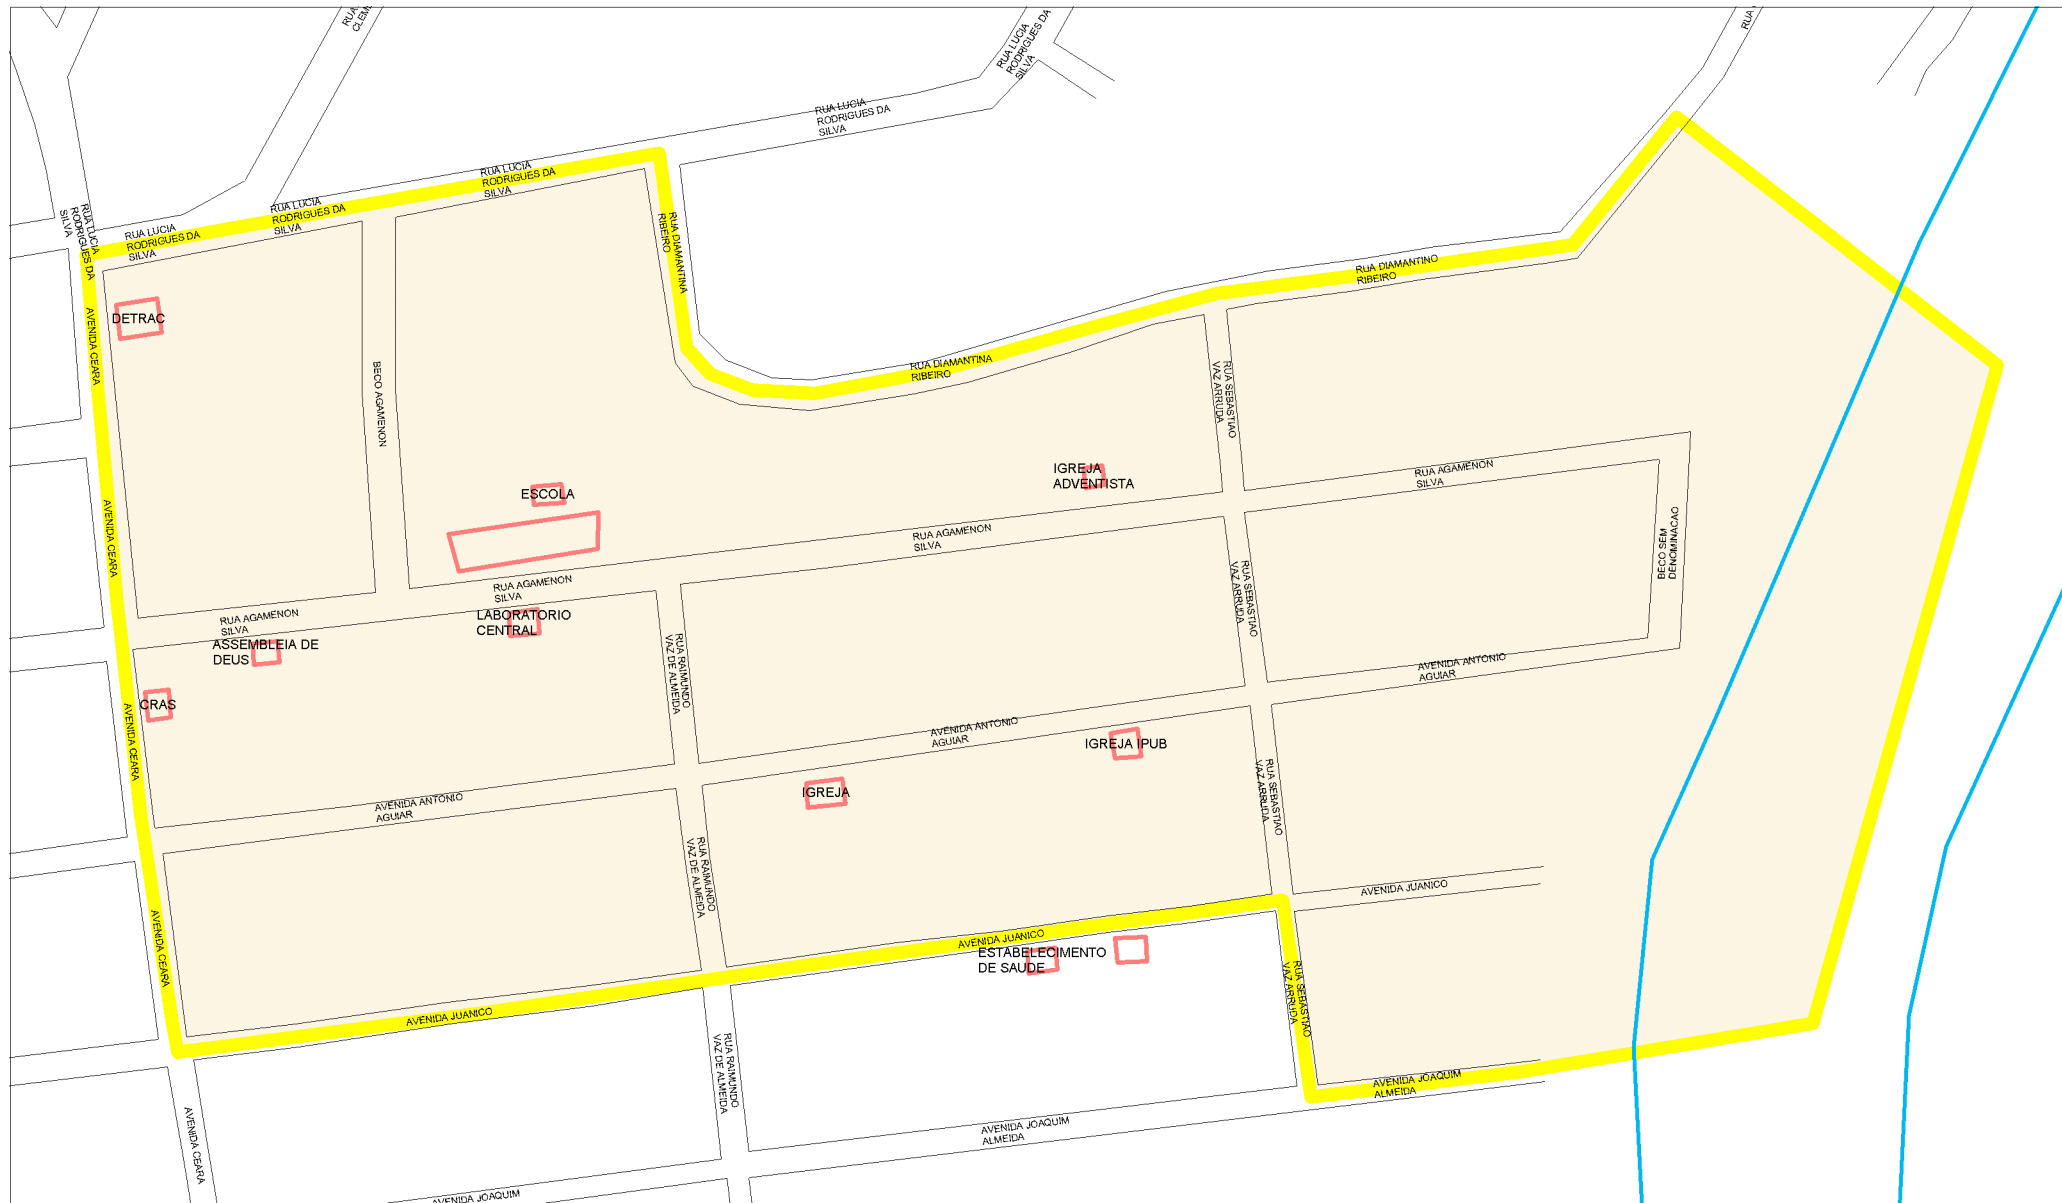 RUA
CLEM
RUA LUCIA
RODRIGUES DA
SILVA
RUA
RUA LUCIA
RODRIGUES DA
SILVA
RUA LUCIA
RODRIGUES DA
SILVA
RUA LUCIA
RODRIGUES DA
SILVA
RUA LUCIA
RODRIGUES DA
SILVA
RUA LUCIA
RODRIGUES DA
SILVA
RUA DIAMANTINA
RIBEIRO
RUA DIAMANTINO
RIBEIRO
DETRAC
AVENIDA CEARA
BECO AGAMENON
RUA DIAMANTINA
RIBEIRO
RUA SEBASTIAO
VAZ ARRUDA
IGREJA
ADVENTISTA
RUA AGAMENON
SILVA
ESCOLA
AVENIDA CEARA
RUA AGAMENON
SILVA
BECO SEM
DENOMINACAO
RUA SEBASTIAO
VAZ ARRUDA
RUA AGAMENON
SILVA
RUA AGAMENON
SILVA
LABORATORIO
CENTRAL
ASSEMBLEIA DE
DEUS
RUA RAIMUNDO
VAZ DE ALMEIDA
AVENIDA ANTONIO
AGUIAR
CRAS
AVENIDA CEARA
AVENIDA ANTONIO
AGUIAR
IGREJA IPUB
RUA SEBASTIAO
VAZ ARRUDA
IGREJA
AVENIDA ANTONIO
AGUIAR
RUA RAIMUNDO
VAZ DE ALMEIDA
AVENIDA JUANICO
AVENIDA CEARA
AVENIDA JUANICO
ESTABELECIMENTO
DE SAUDE
RUA SEBASTIAO
VAZ ARRUDA
AVENIDA JUANICO
RUA RAIMUNDO
VAZ DE ALMEIDA
AVENIDA JOAQUIM
ALMEIDA
AVENIDA CEARA
AVENIDA JOAQUIM
ALMEIDA
AVENIDA JOAQUIM